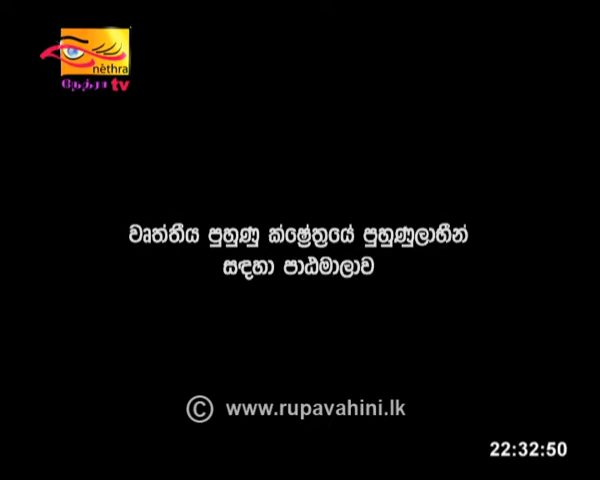 nethra
நேத்ரா tv
වෘත්තීය පුහුණු ක්ෂේත්‍රයේ පුහුණුලාභීන්
සඳහා පාඨමාලාව
© www.rupavahini.lk
22:32:50